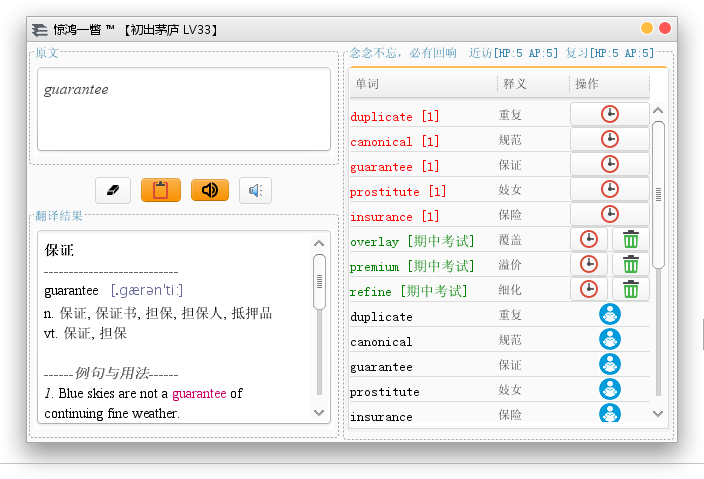 惊鸿一瞥 ™ 【初出茅庐 LV33】
原文
guarantee
翻译结果
保证
---------------------------
guarantee [ˌɡærənˈtiː]
n. 保证, 保证书, 担保, 担保人, 抵押品
vt. 保证, 担保
------例句与用法------
1. Blue skies are not a guarantee of
continuing fine weather.
念念不忘，必有回响 近访[HP:5 AP:5] 复习[HP:5 AP:5]
单词 释义 操作
duplicate [1] 重复
canonical [1] 规范
guarantee [1] 保证
prostitute [1] 妓女
insurance [1] 保险
overlay [期中考试] 覆盖
premium [期中考试] 溢价
refine [期中考试] 细化
duplicate 重复
canonical 规范
guarantee 保证
prostitute 妓女
insurance 保险